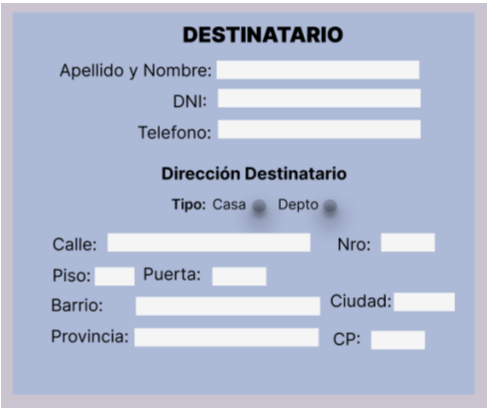 DESTINATARIO
Apellido y Nombre:
DNI:
Telefono:
Dirección Destinatario
Tipo: Casa Depto
Calle: Nro:
Piso: Puerta:
Barrio: Ciudad:
Provincia: CP: